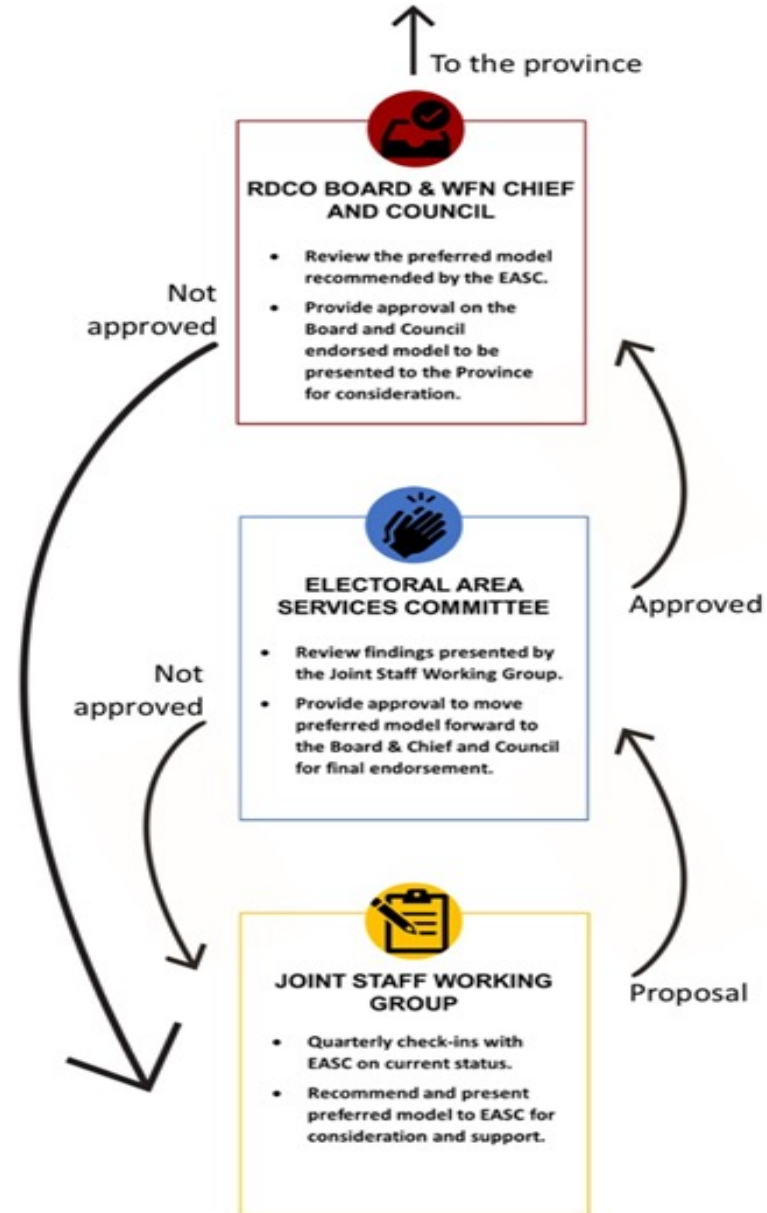 To the province
RDCO BOARD & WFN CHIEF
AND COUNCIL
• Review the preferred model
recommended by the EASC.
• Provide approval on the
Board and Council
endorsed model to be
presented to the Province
for consideration.
Not
approved
ELECTORAL AREA
SERVICES COMMITTEE
• Review findings presented by
the Joint Staff Working Group.
• Provide approval to move
preferred model forward to
the Board & Chief and Council
for final endorsement.
Approved
Not
approved
JOINT STAFF WORKING
GROUP
• Quarterly check-ins with
EASC on current status.
• Recommend and present
preferred model to EASC for
consideration and support.
Proposal